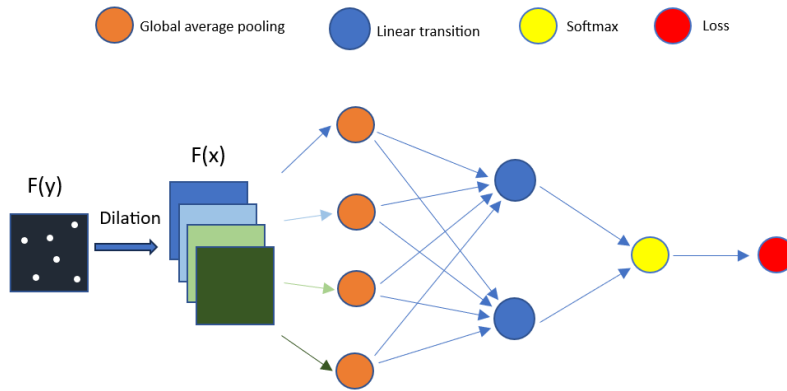 Global average pooling
Linear transition
Softmax
Loss
F(y)
Dilation
F(x)